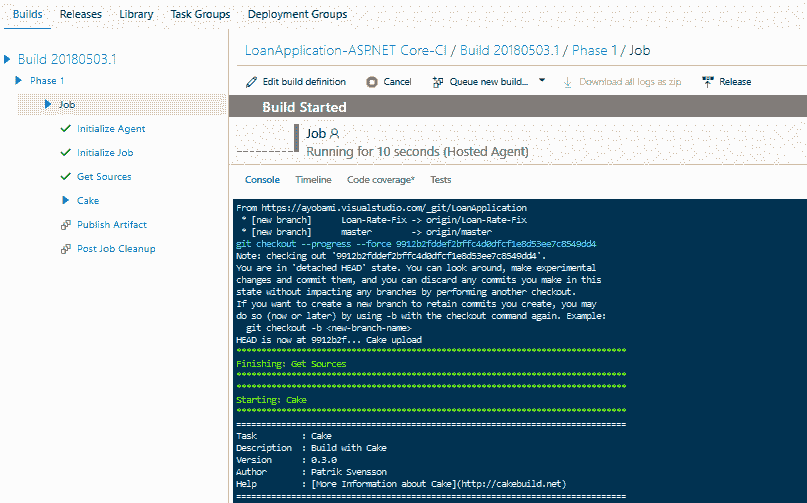 Builds Releases Library Task Groups Deployment Groups
Build 20180503.1
Phase 1
Job
Initialize Agent
Initialize Job
Get Sources
Cake
Publish Artifact
Post Job Cleanup
LoanApplication-ASP.NET Core-CI / Build 20180503.1 / Phase 1 / Job
Edit build definition Cancel Queue new build... Download all logs as zip Release
Build Started
Job
Running for 10 seconds (Hosted Agent)
Console Timeline Code coverage* Tests
From https://ayobami.visualstudio.com/_git/LoanApplication
* [new branch] Loan-Rate-Fix -> origin/Loan-Rate-Fix
* [new branch] master -> origin/master
git checkout --progress --force 9912b2fddef2bffc4d0dfcf1e8d53ee7c8549dd4
Note: checking out '9912b2fddef2bffc4d0dfcf1e8d53ee7c8549dd4'.
You are in 'detached HEAD' state. You can look around, make experimental
changes and commit them, and you can discard any commits you make in this
state without impacting any branches by performing another checkout.
If you want to create a new branch to retain commits you create, you may
do so (now or later) by using -b with the checkout command again. Example:
git checkout -b <new-branch-name>
HEAD is now at 9912b2f... Cake upload
******************************************************************************
Finishing: Get Sources
******************************************************************************
******************************************************************************
Starting: Cake
******************************************************************************
==============================================================================
Task : Cake
Description : Build with Cake
Version : 0.3.0
Author : Patrik Svensson
Help : [More Information about Cake](http://cakebuild.net)
==============================================================================